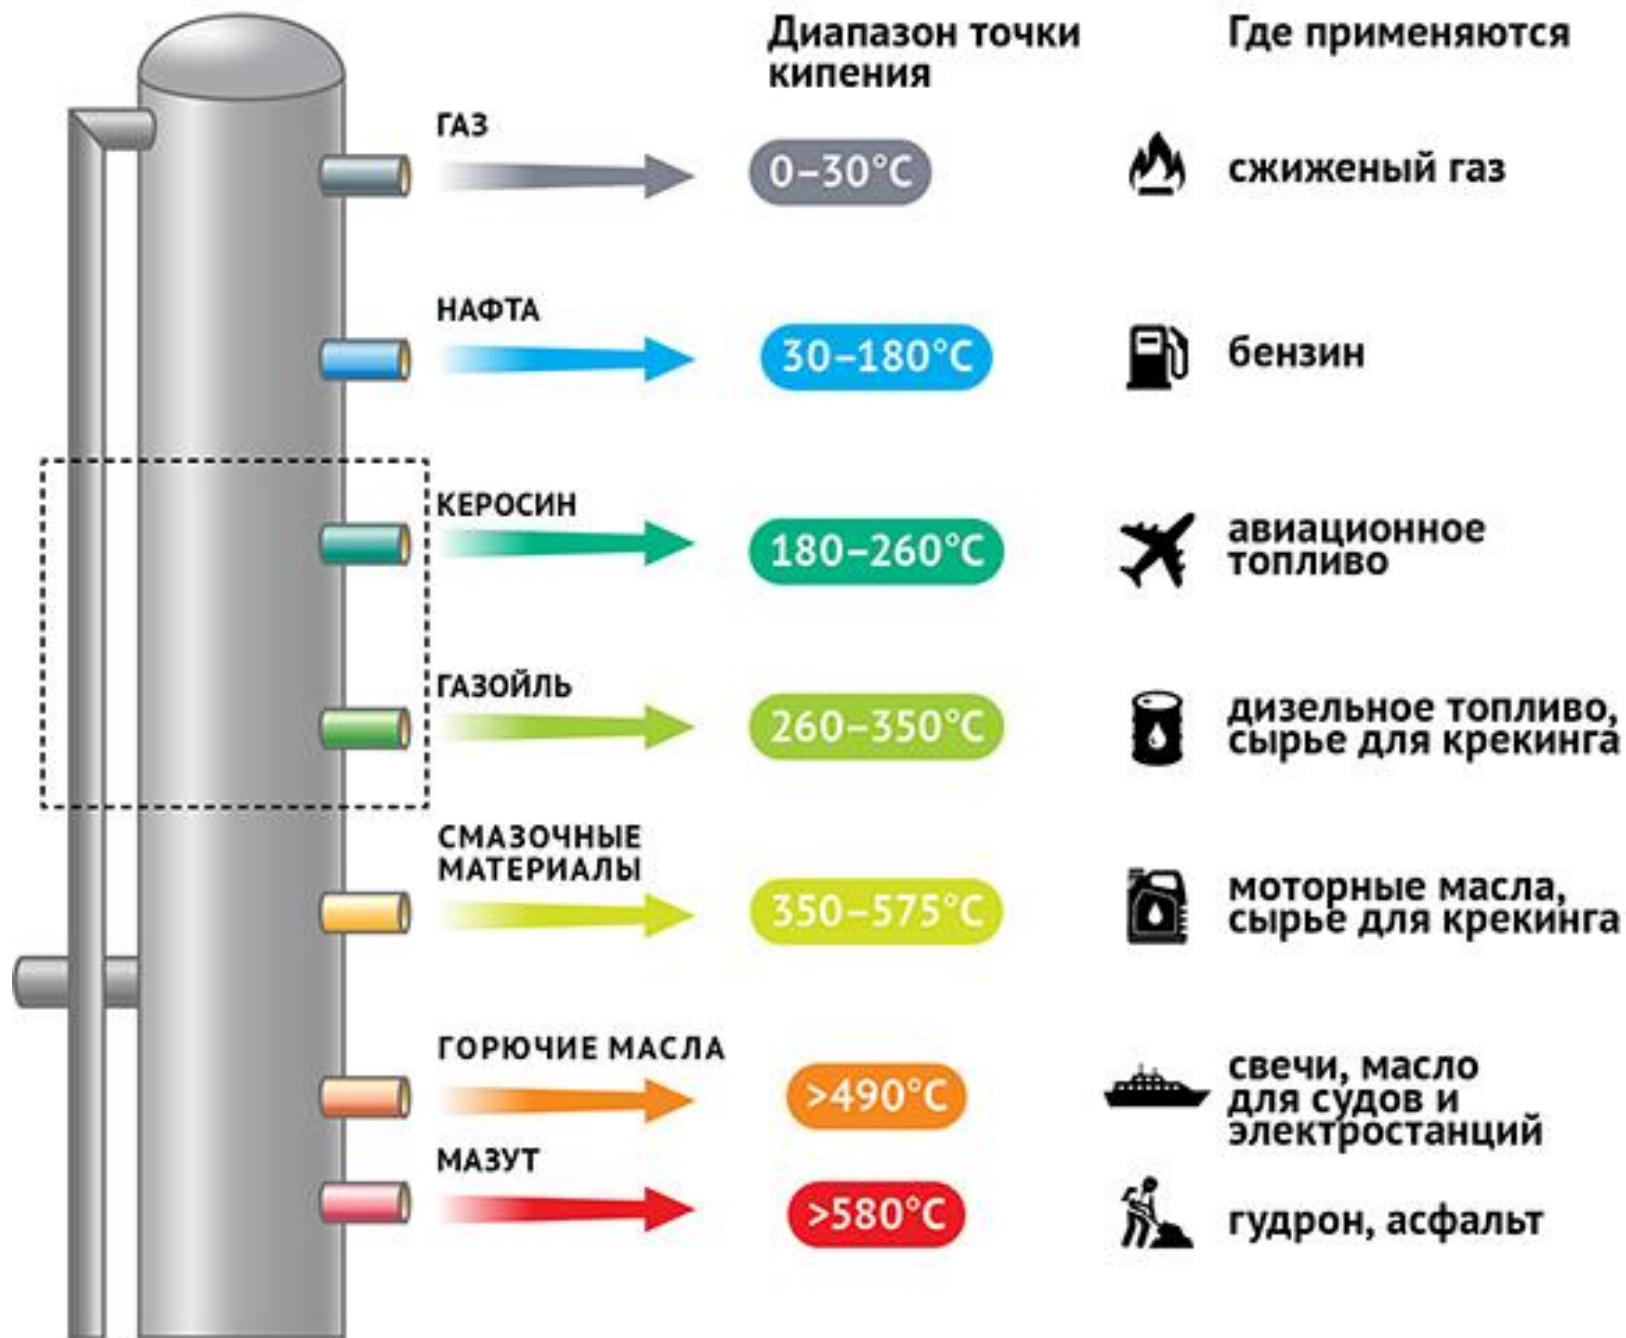 Диапазон точки
кипения
Где применяются
ГАЗ
0–30°C
сжиженый газ
НАФТА
30–180°C
бензин
КЕРОСИН
180–260°C
авиационное
топливо
ГАЗОЙЛЬ
260–350°C
дизельное топливо,
сырье для крекинга
СМАЗОЧНЫЕ
МАТЕРИАЛЫ
350–575°C
моторные масла,
сырье для крекинга
ГОРЮЧИЕ МАСЛА
>490°C
свечи, масло
для судов и
электростанций
МАЗУТ
>580°C
гудрон, асфальт